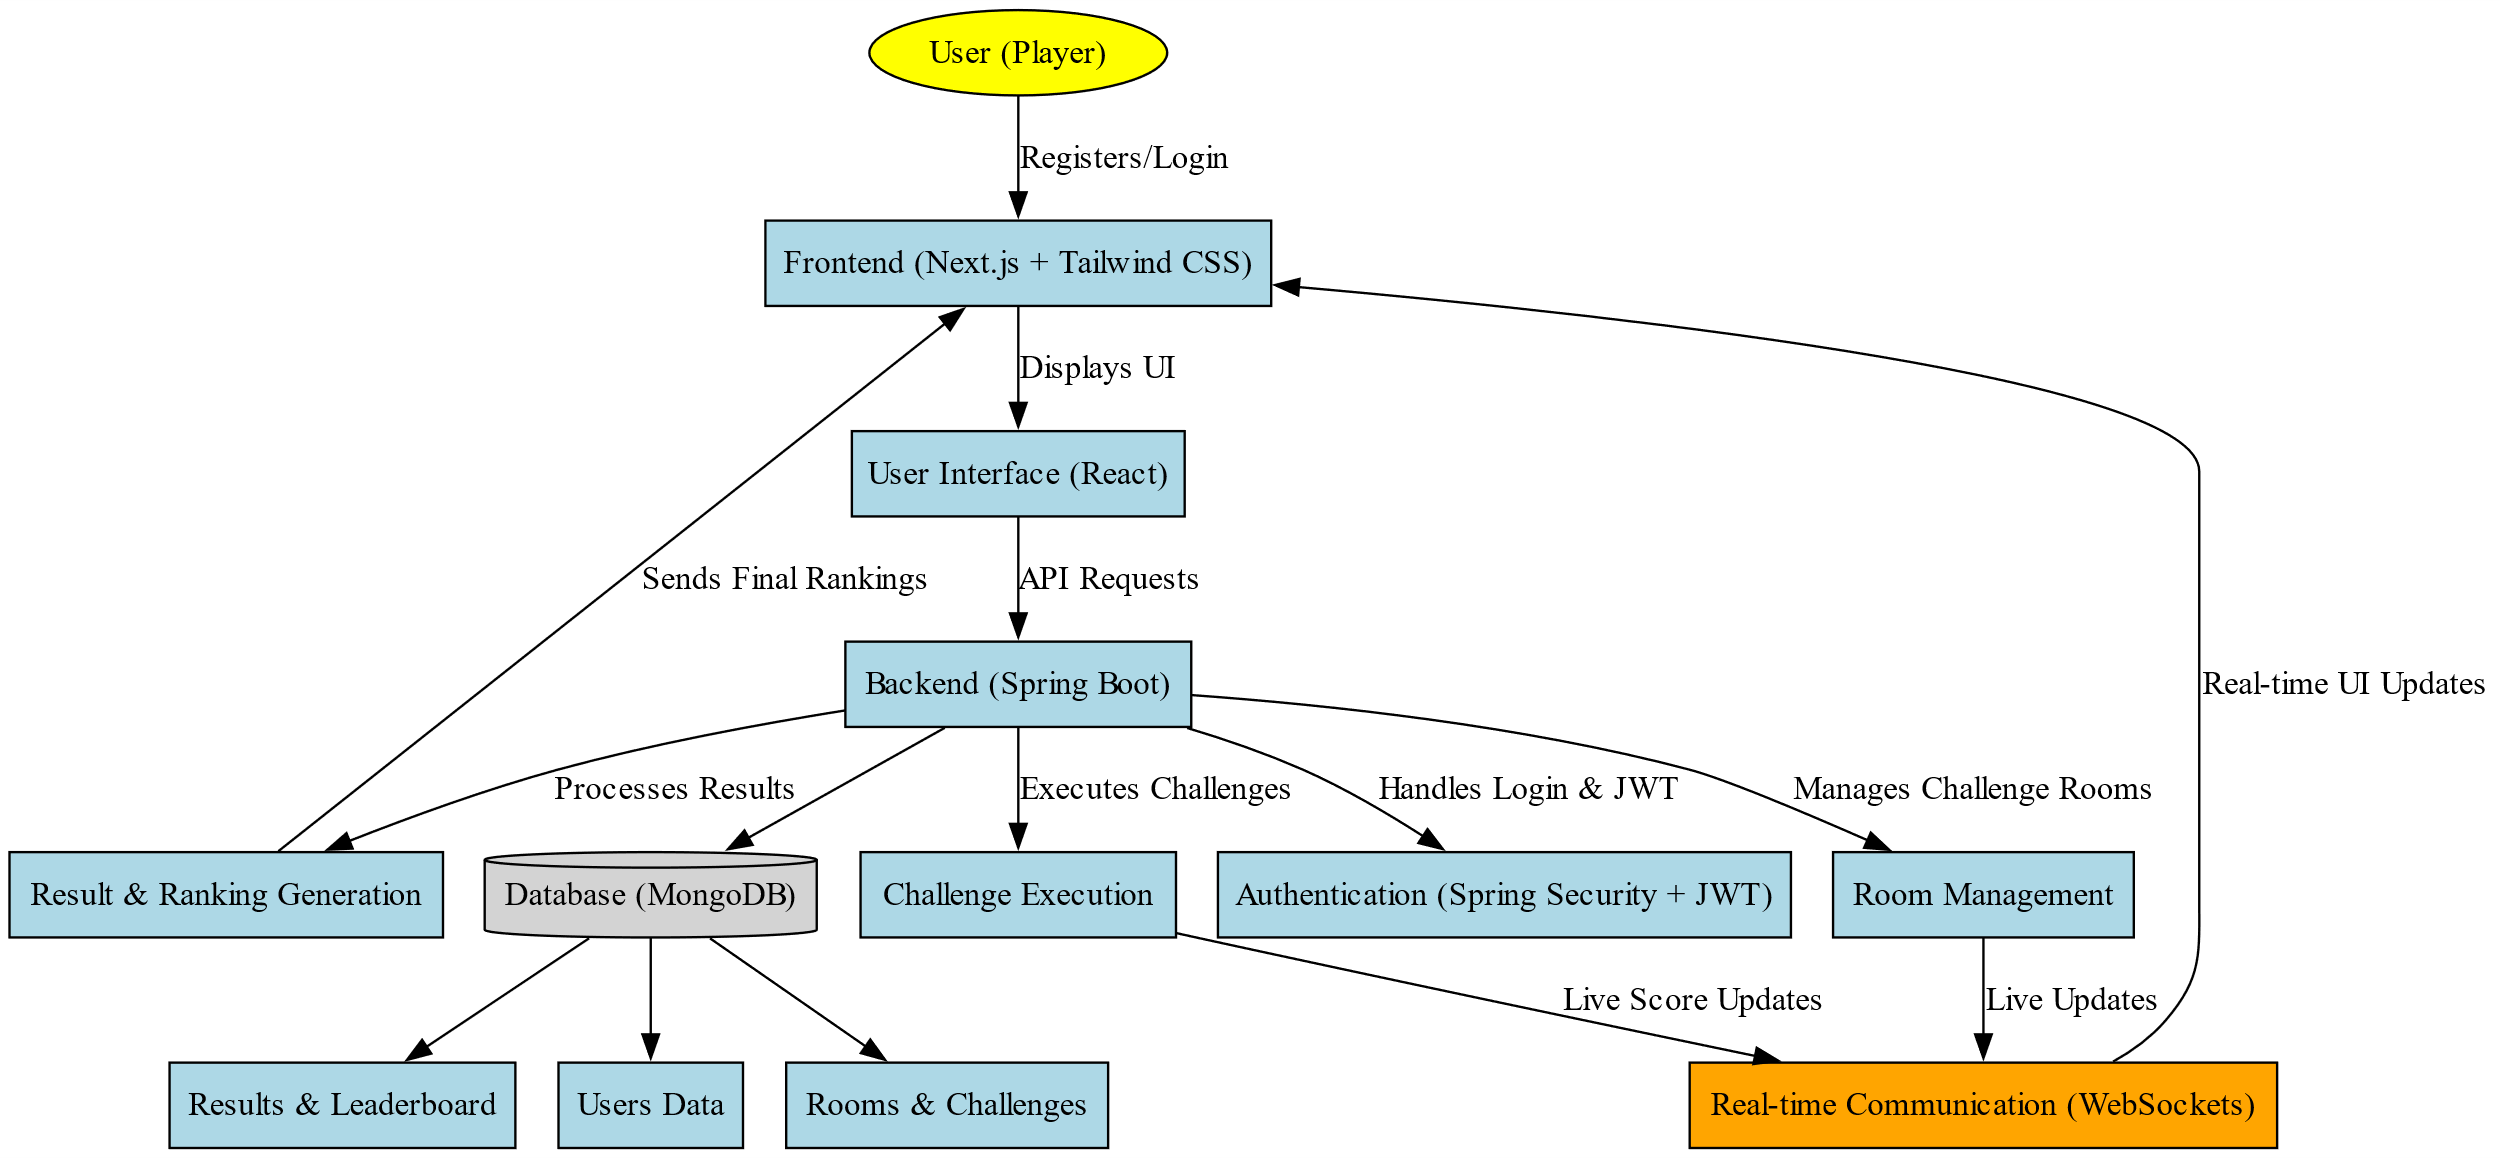 User (Player)
Registers/Login
Frontend (Next.js + Tailwind CSS)
Displays UI
User Interface (React)
Sends Final Rankings
API Requests
Backend (Spring Boot)
Real-time UI Updates
Processes Results
Executes Challenges
Handles Login & JWT
Manages Challenge Rooms
Result & Ranking Generation
Database (MongoDB)
Challenge Execution
Authentication (Spring Security + JWT)
Room Management
Live Score Updates
Live Updates
Results & Leaderboard
Users Data
Rooms & Challenges
Real-time Communication (WebSockets)